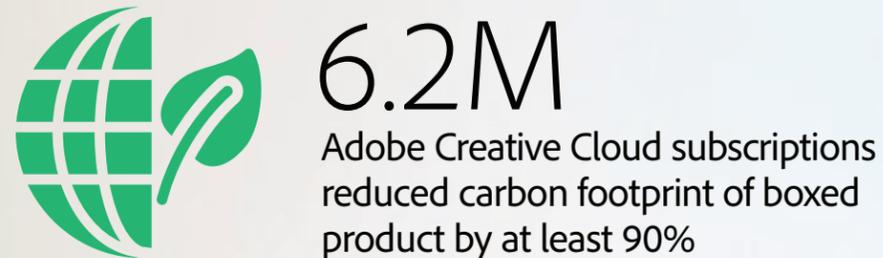 6.2M
Adobe Creative Cloud subscriptions
reduced carbon footprint of boxed
product by at least 90%